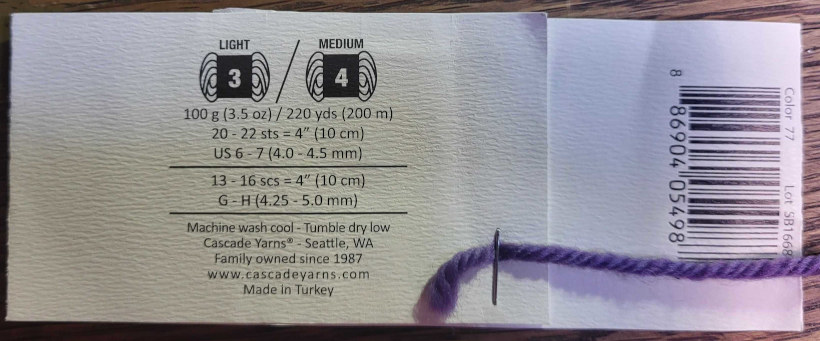 LIGHT
MEDIUM
3 / 4
100 g (3.5 oz) / 220 yds (200 m)
20 - 22 sts = 4” (10 cm)
US 6 - 7 (4.0 - 4.5 mm)
13 - 16 scs = 4” (10 cm)
G - H (4.25 - 5.0 mm)
Machine wash cool - Tumble dry low
Cascade Yarns® - Seattle, WA
Family owned since 1987
www.cascadeyarns.com
Made in Turkey
8 86904 05498
Color 77
Lot SB1668